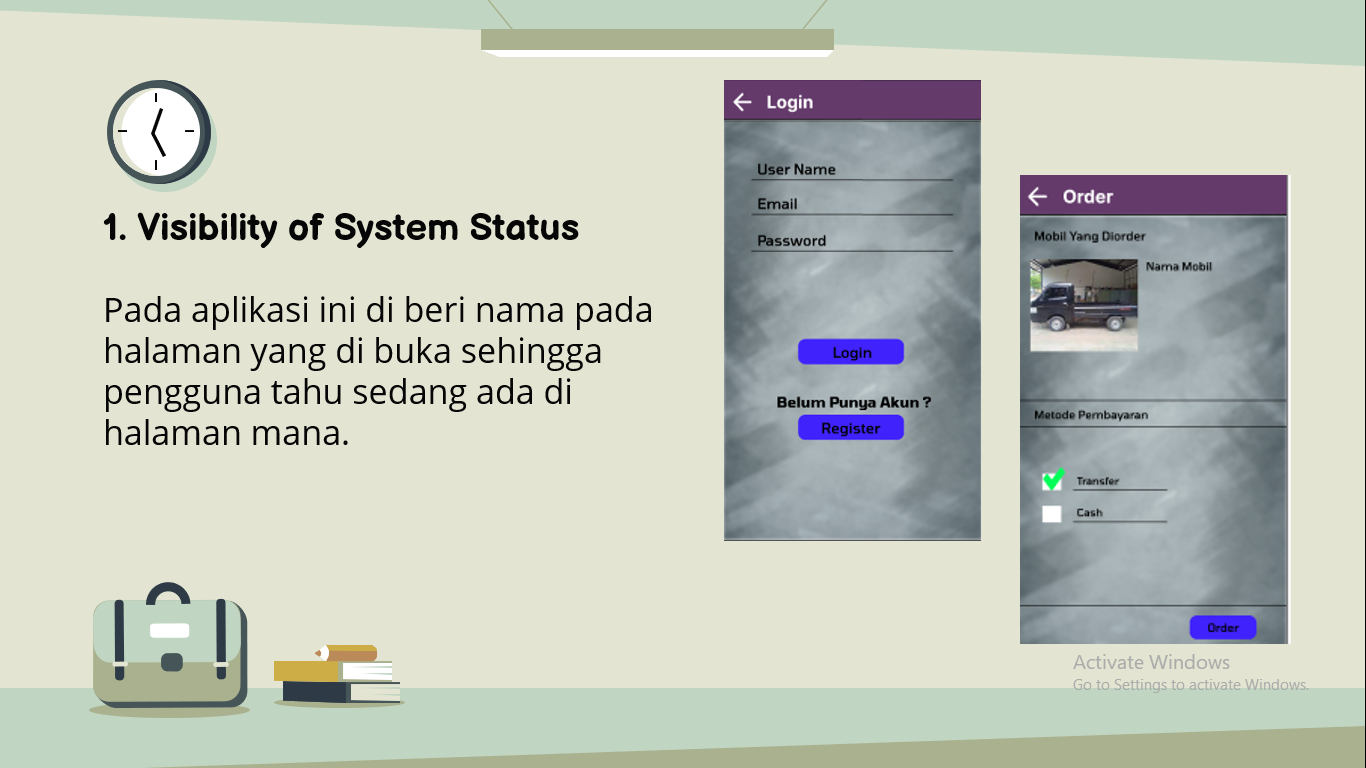 1. Visibility of System Status
Pada aplikasi ini di beri nama pada
halaman yang di buka sehingga
pengguna tahu sedang ada di
halaman mana.
Login
User Name
Email
Password
Login
Belum Punya Akun ?
Register
Order
Mobil Yang Diorder
Nama Mobil
Metode Pembayaran
Transfer
Cash
Order
Activate Windows
Go to Settings to activate Windows.